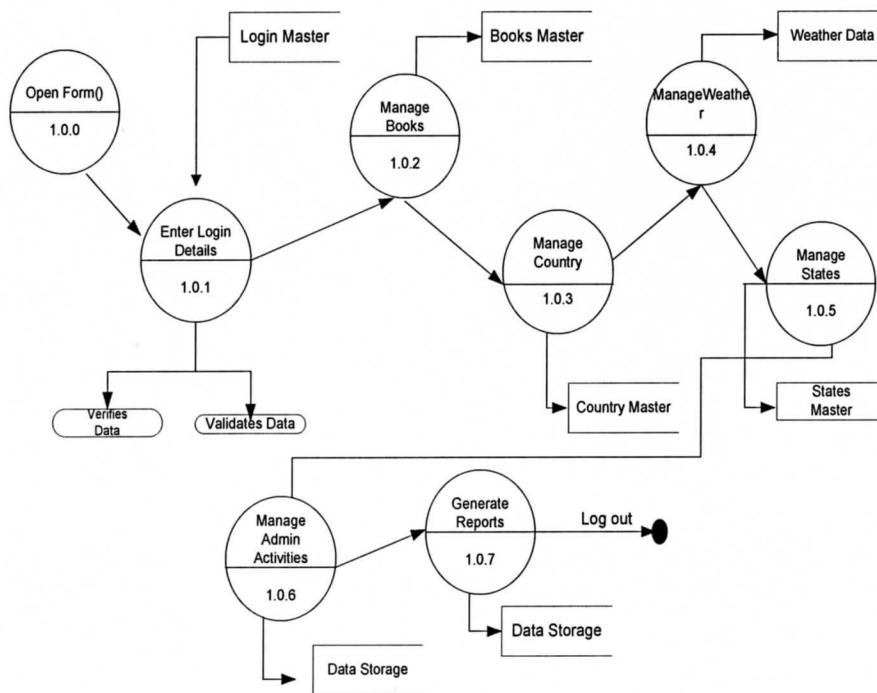 Login Master
Books Master
Weather Data
Open Form()
1.0.0
Manage
Books
1.0.2
ManageWeathe
r
1.0.4
Enter Login
Details
1.0.1
Manage
Country
1.0.3
Manage
States
1.0.5
Verifies
Data
Validates Data
Country Master
States
Master
Manage
Admin
Activities
1.0.6
Generate
Reports
1.0.7
Log out
Data Storage
Data Storage